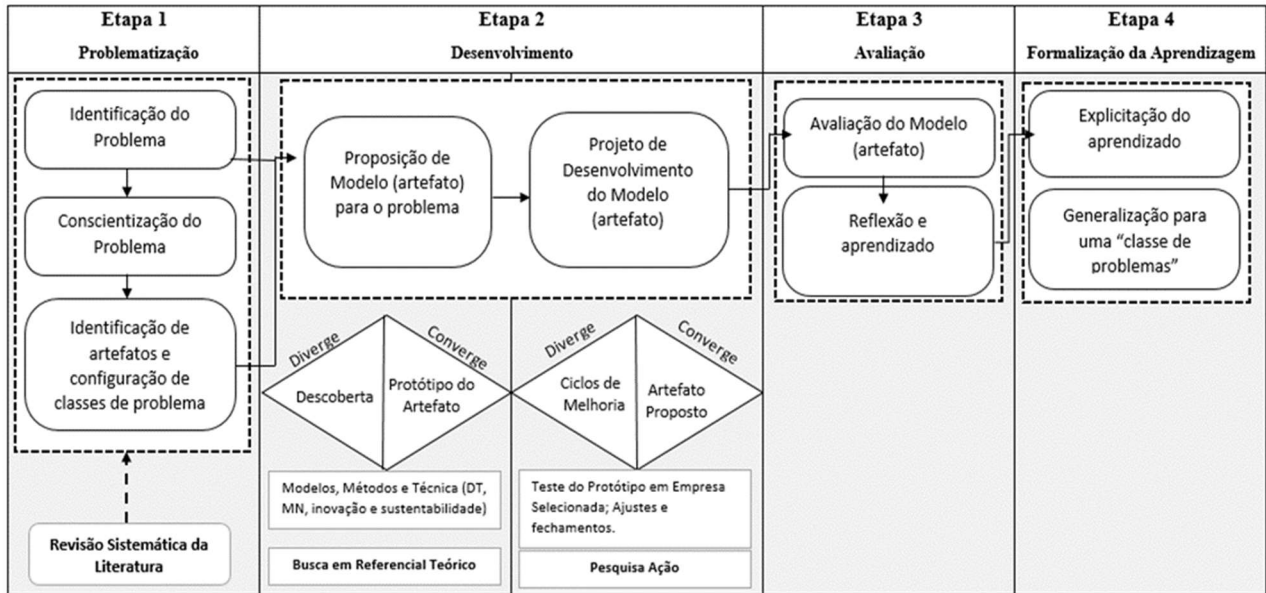 Etapa 1
Problematização
Identificação do
Problema
Conscientização do
Problema
Identificação de
artefatos e
configuração de
classes de problema
Revisão Sistemática da
Literatura
Etapa 2
Desenvolvimento
Proposição de
Modelo (artefato)
para o problema
Projeto de
Desenvolvimento
do Modelo
(artefato)
Diverge
Converge
Descoberta
Protótipo do
Artefato
Modelos, Métodos e Técnica (DT,
MN, inovação e sustentabilidade)
Busca em Referencial Teórico
Diverge
Converge
Ciclos de
Melhoria
Artefato
Proposto
Teste do Protótipo em Empresa
Selecionada; Ajustes e
fechamentos.
Pesquisa Ação
Etapa 3
Avaliação
Avaliação do Modelo
(artefato)
Reflexão e
aprendizado
Etapa 4
Formalização da Aprendizagem
Explicitação do
aprendizado
Generalização para
uma “classe de
problemas”